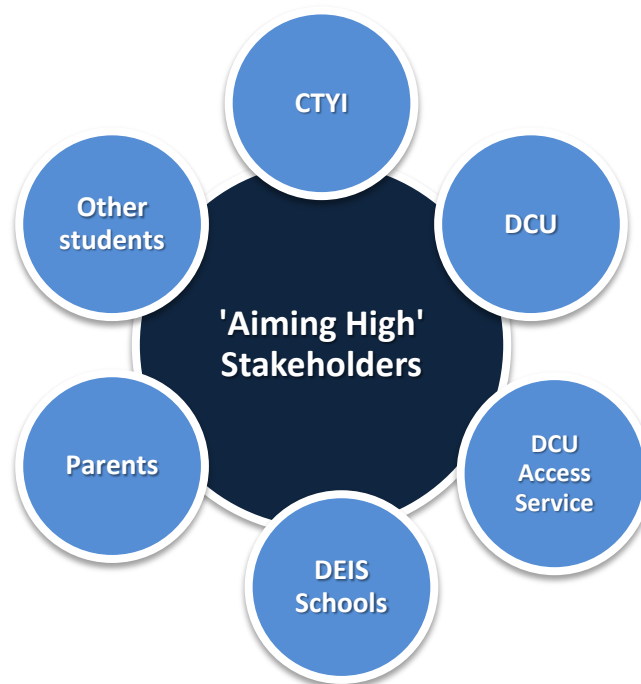 CTYI
DCU
DCU
Access
Service
DEIS
Schools
Parents
Other
students
'Aiming High'
Stakeholders